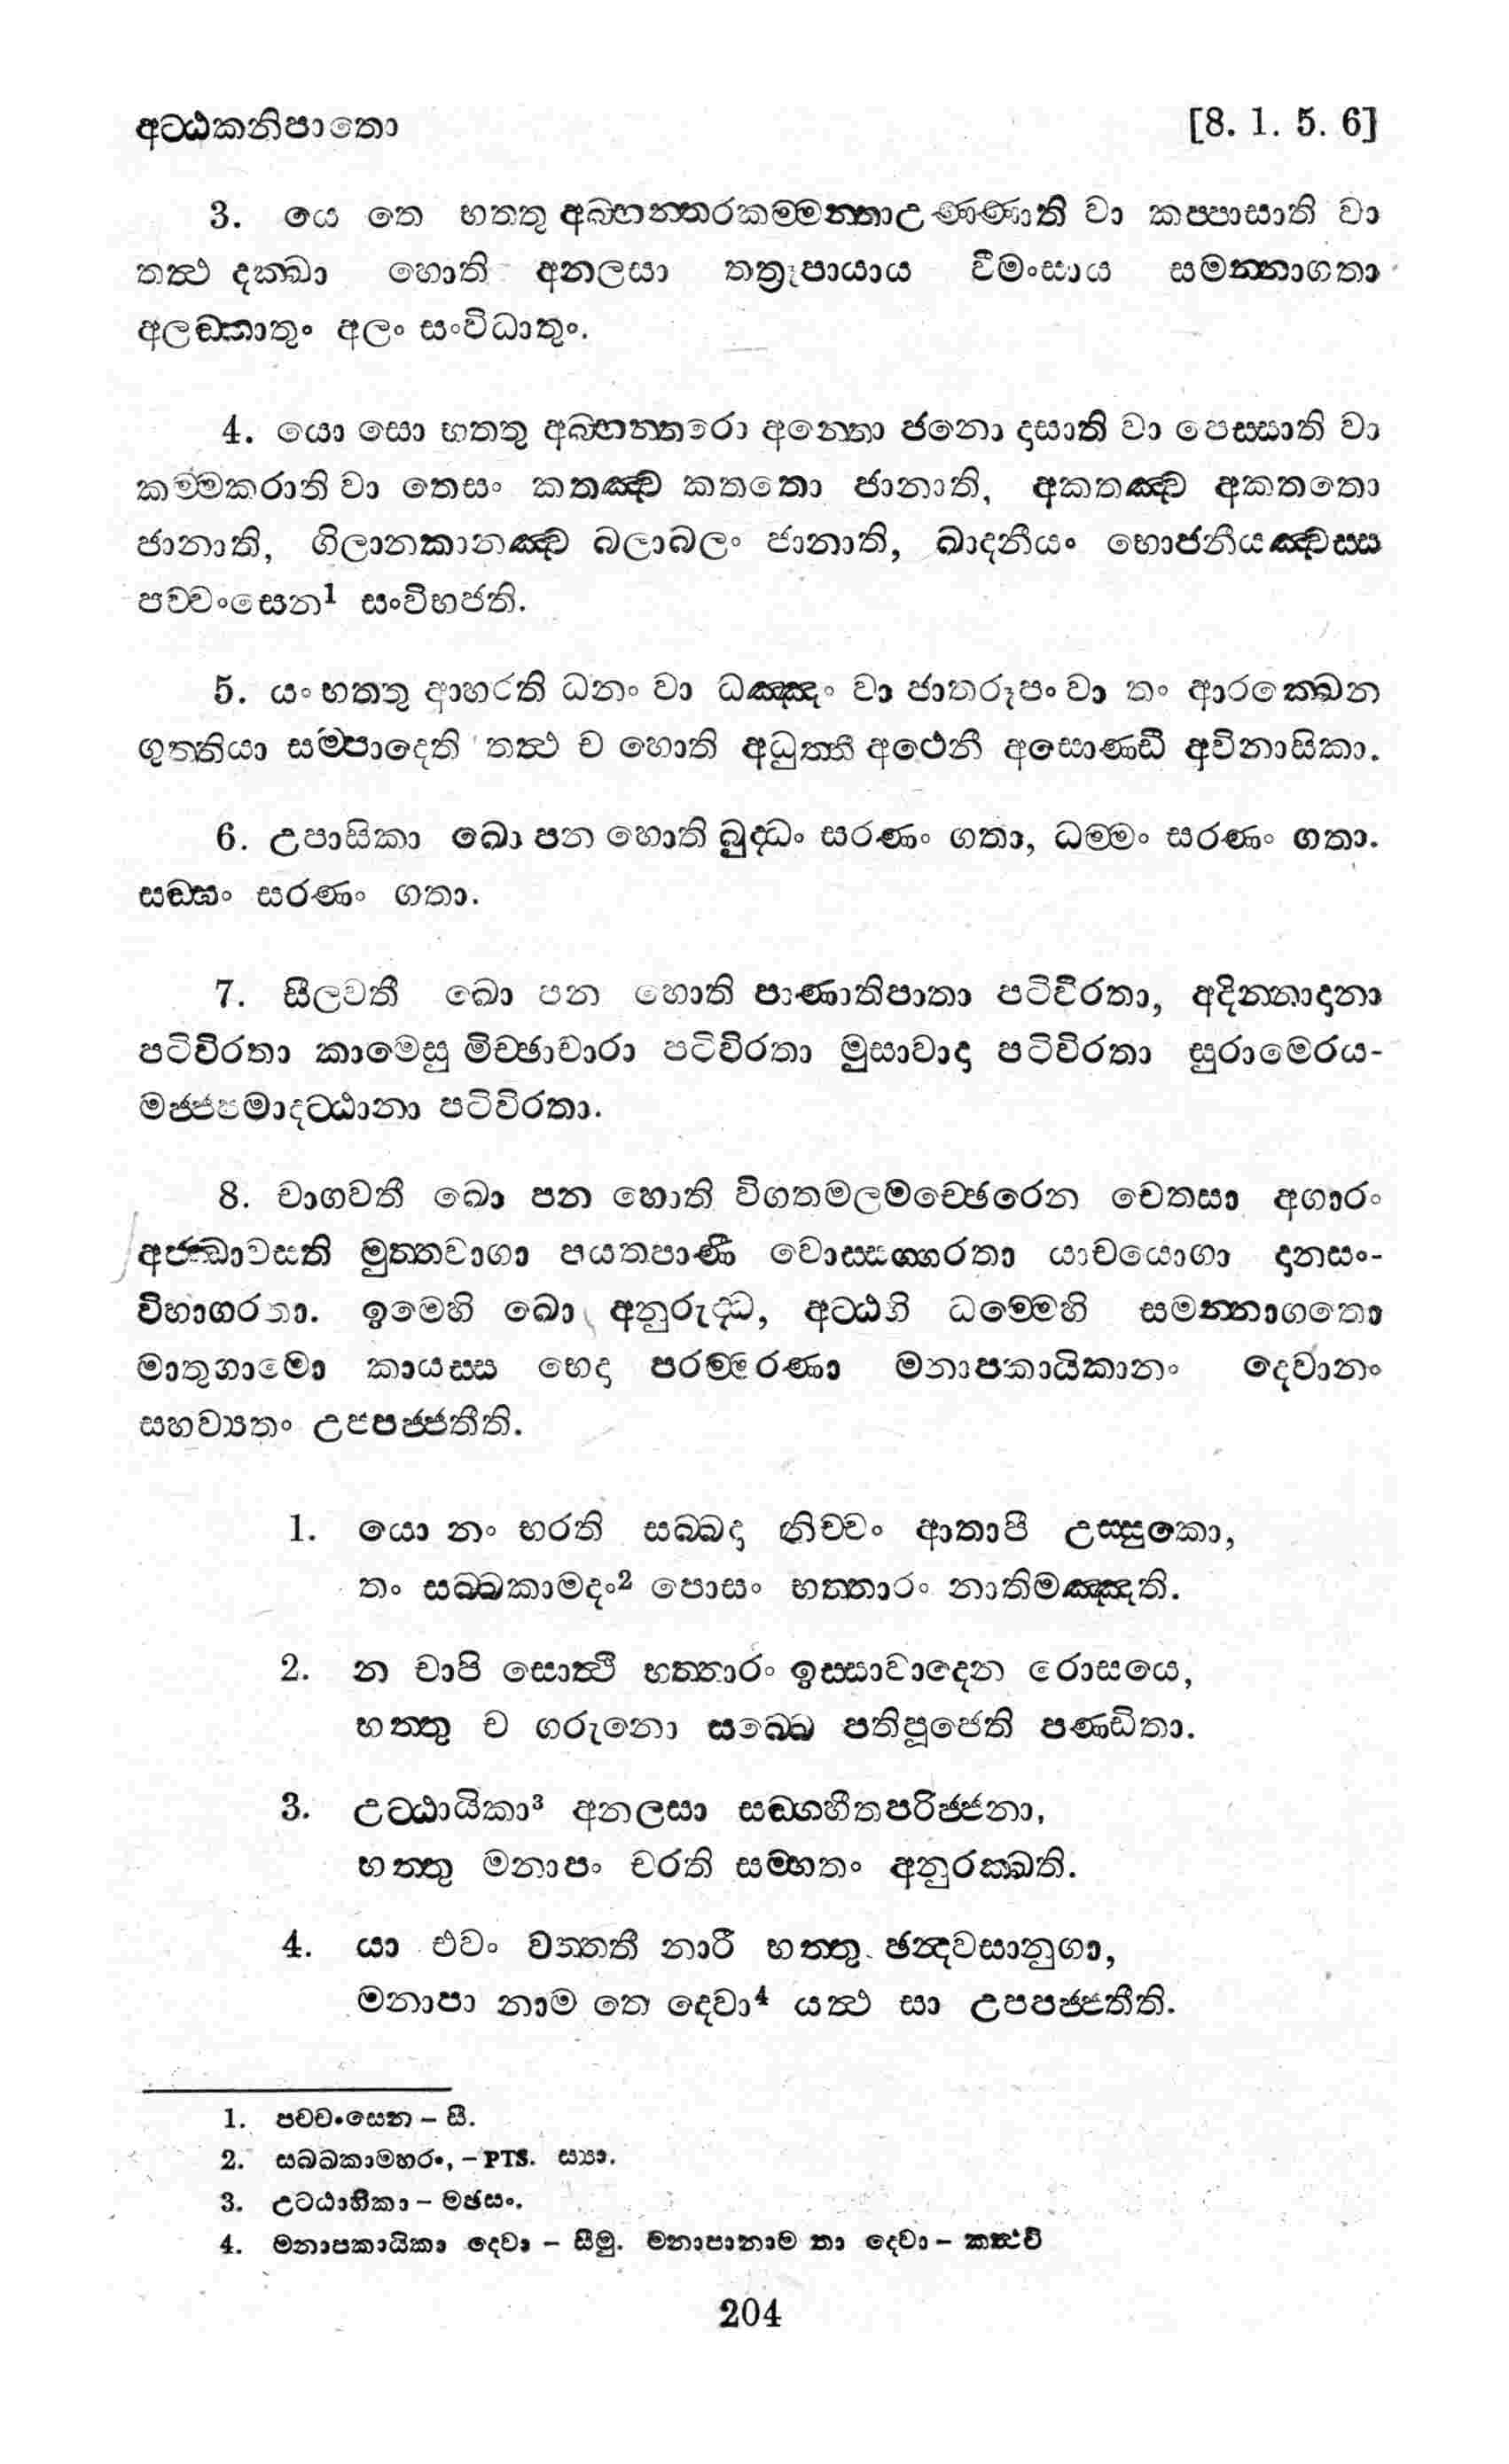 අට්ඨකනිපාතො [8. 1. 5. 6]
3. යෙ තෙ භතතු අබ්භන්තරකම්මන්තාඋණ්ණාති වා කප්පාසාති වා
තත්ථ දක්ඛා හොති අනලසා තත්‍රැපායාය වීමංසාය සමන්නාගතා
අලඞ්කාතුං අලං සංවිධාතුං.
4. යො සො භතතු අබ්භන්තරො අන්තො ජනො දාසාති වා පෙස්සාති වා
කම්මකරාති වා තෙසං කතඤ්ච කතතො ජානාති, අකතඤ්ච අකතතො
ජානාති, ගිලානකානඤ්ච බලාබලං ජානාති, ඛාදනීයං භොජනීයඤ්චස්ස
පච්චංසෙන1 සංවිභජති.
5. යං භතතු ආහරති ධනං වා ධඤ්ඤං වා ජාතරූපං වා තං ආරක්ඛෙන
ගුත්තියා සම්පාදෙති තත්ථ ච හොති අධුත්තී අථෙනී අසොණ්ඩී අවිනාසිකා.
6. උපාසිකා ඛො පන හොති බුද්ධං සරණං ගතා, ධම්මං සරණං ගතා.
සඞ්ඝං සරණං ගතා.
7. සීලවතී ඛො පන හොති පාණාතිපාතා පටිවිරතා, අදින්නාදානා
පටිවිරතා කාමෙසු මිච්ඡාචාරා පටිවිරතා මුසාවාදා පටිවිරතා සුරාමෙරය-
මජ්ජපමාදට්ඨානා පටිවිරතා.
8. චාගවතී ඛො පන හොති විගතමලමච්ඡෙරෙන චෙතසා අගාරං
අජ්ඣාවසති මුත්තචාගා පයතපාණී වොස්සග්ගරතා යාචයොගා දානසං-
විභාගරතා. ඉමෙහි ඛො අනුරුද්ධ, අට්ඨහි ධම්මෙහි සමන්නාගතො
මාතුගාමො කායස්ස භෙදා පරම්මරණා මනාපකායිකානං දෙවානං
සහව්‍යතං උපපජ්ජතීති.
1. යො නං භරති සබ්බදා නිච්චං ආතාපී උස්සුකො,
තං සබ්බකාමදං2 පොසං භත්තාරං නාතිමඤ්ඤති.
2. න චාපි සොත්ථි භත්තාරං ඉස්සාවාදෙන රොසයෙ,
භත්තු ච ගරුනො සබ්බෙ පතිපූජෙති පණ්ඩිතා.
3. උට්ඨායිකා3 අනලසා සඞ්ගහීතපරිජ්ජනා,
භත්තු මනාපං චරති සම්භතං අනුරක්ඛති.
4. යා එවං වත්තතී නාරී භත්තු ඡන්දවසානුගා,
මනාපා නාම තෙ දෙවා4 යත්ථ සා උපපජ්ජතීති.
1. පච්චංසෙන – සී.
2. සබ්බකාමහරං, – PTS. ස්‍යා.
3. උට්ඨාහිකා – මජසං.
4. මනාපකායිකා දෙවා – සීමු. මනාපානාම තා දෙවා – කත්ථචි
204